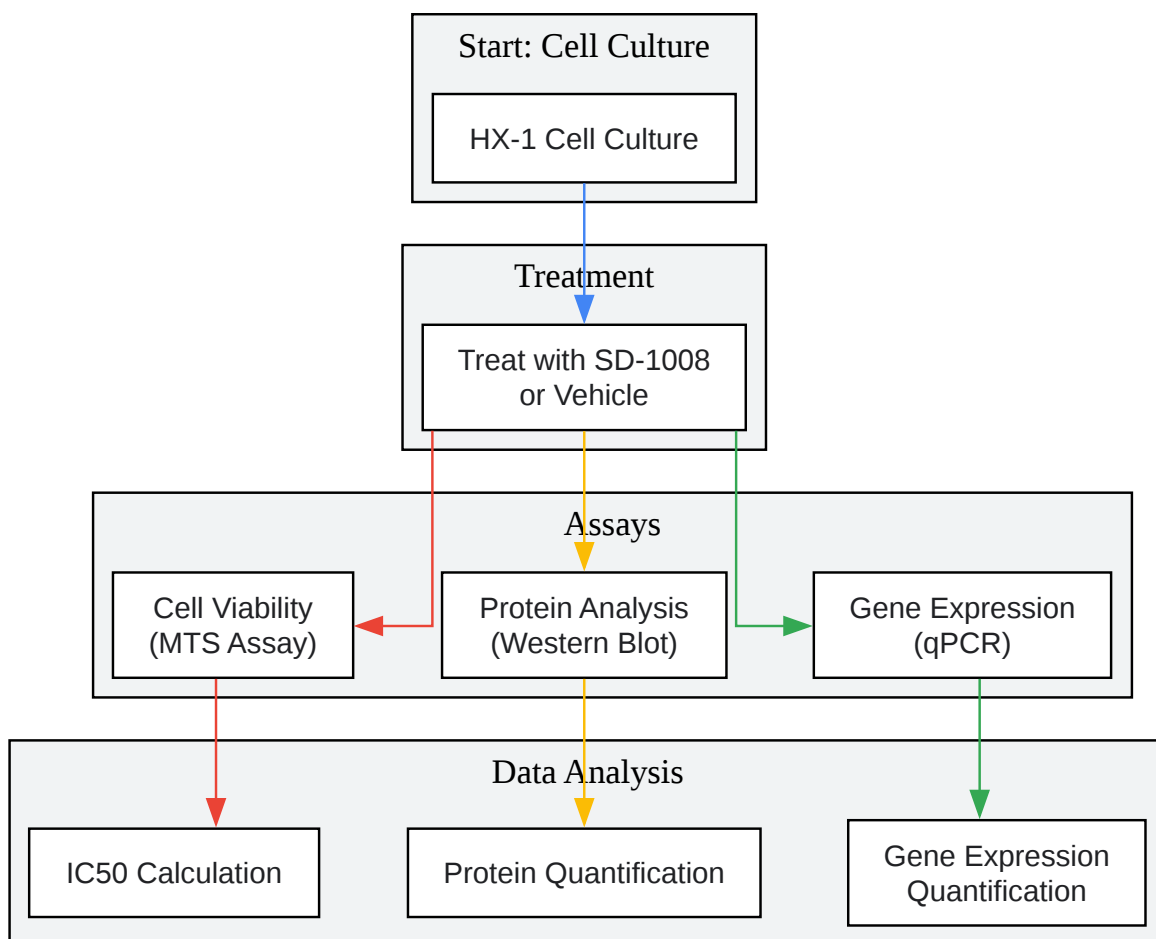 Start: Cell Culture
HX-1 Cell Culture
Treatment
Treat with SD-1008
or Vehicle
Assays
Cell Viability
(MTS Assay)
Protein Analysis
(Western Blot)
Gene Expression
(qPCR)
Data Analysis
IC50 Calculation
Protein Quantification
Gene Expression
Quantification